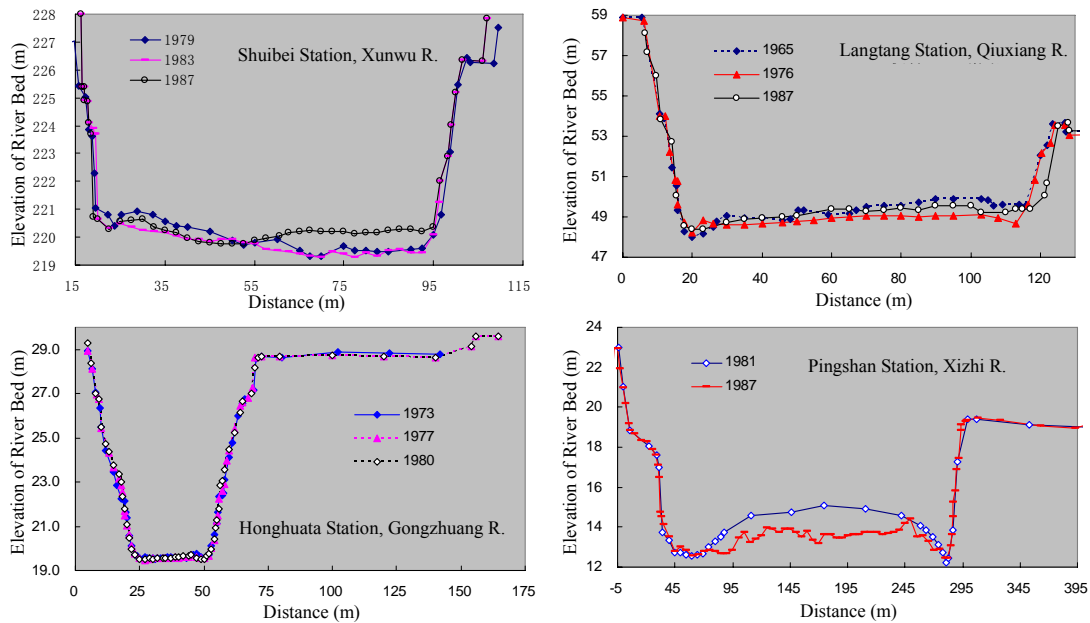 Elevation of River Bed (m)
228
228
227
226
225
224
223
222
221
220
219
1979
1983
1987
Shuibei Station, Xunwu R.
15 35 55 75 95 115
Distance (m)
Elevation of River Bed (m)
59
57
55
53
51
49
47
1965
1976
1987
Langtang Station, Qiuxiang R.
0 20 40 60 80 100 120
Distance (m)
Elevation of River Bed (m)
29.0
27.0
25.0
23.0
21.0
19.0
1973
1977
1980
Honghuata Station, Gongzhuang R.
0 25 50 75 100 125 150 175
Distance (m)
Elevation of River Bed (m)
24
22
20
18
16
14
12
Pingshan Station, Xizhi R.
1981
1987
-5 45 95 145 195 245 295 345 395
Distance (m)